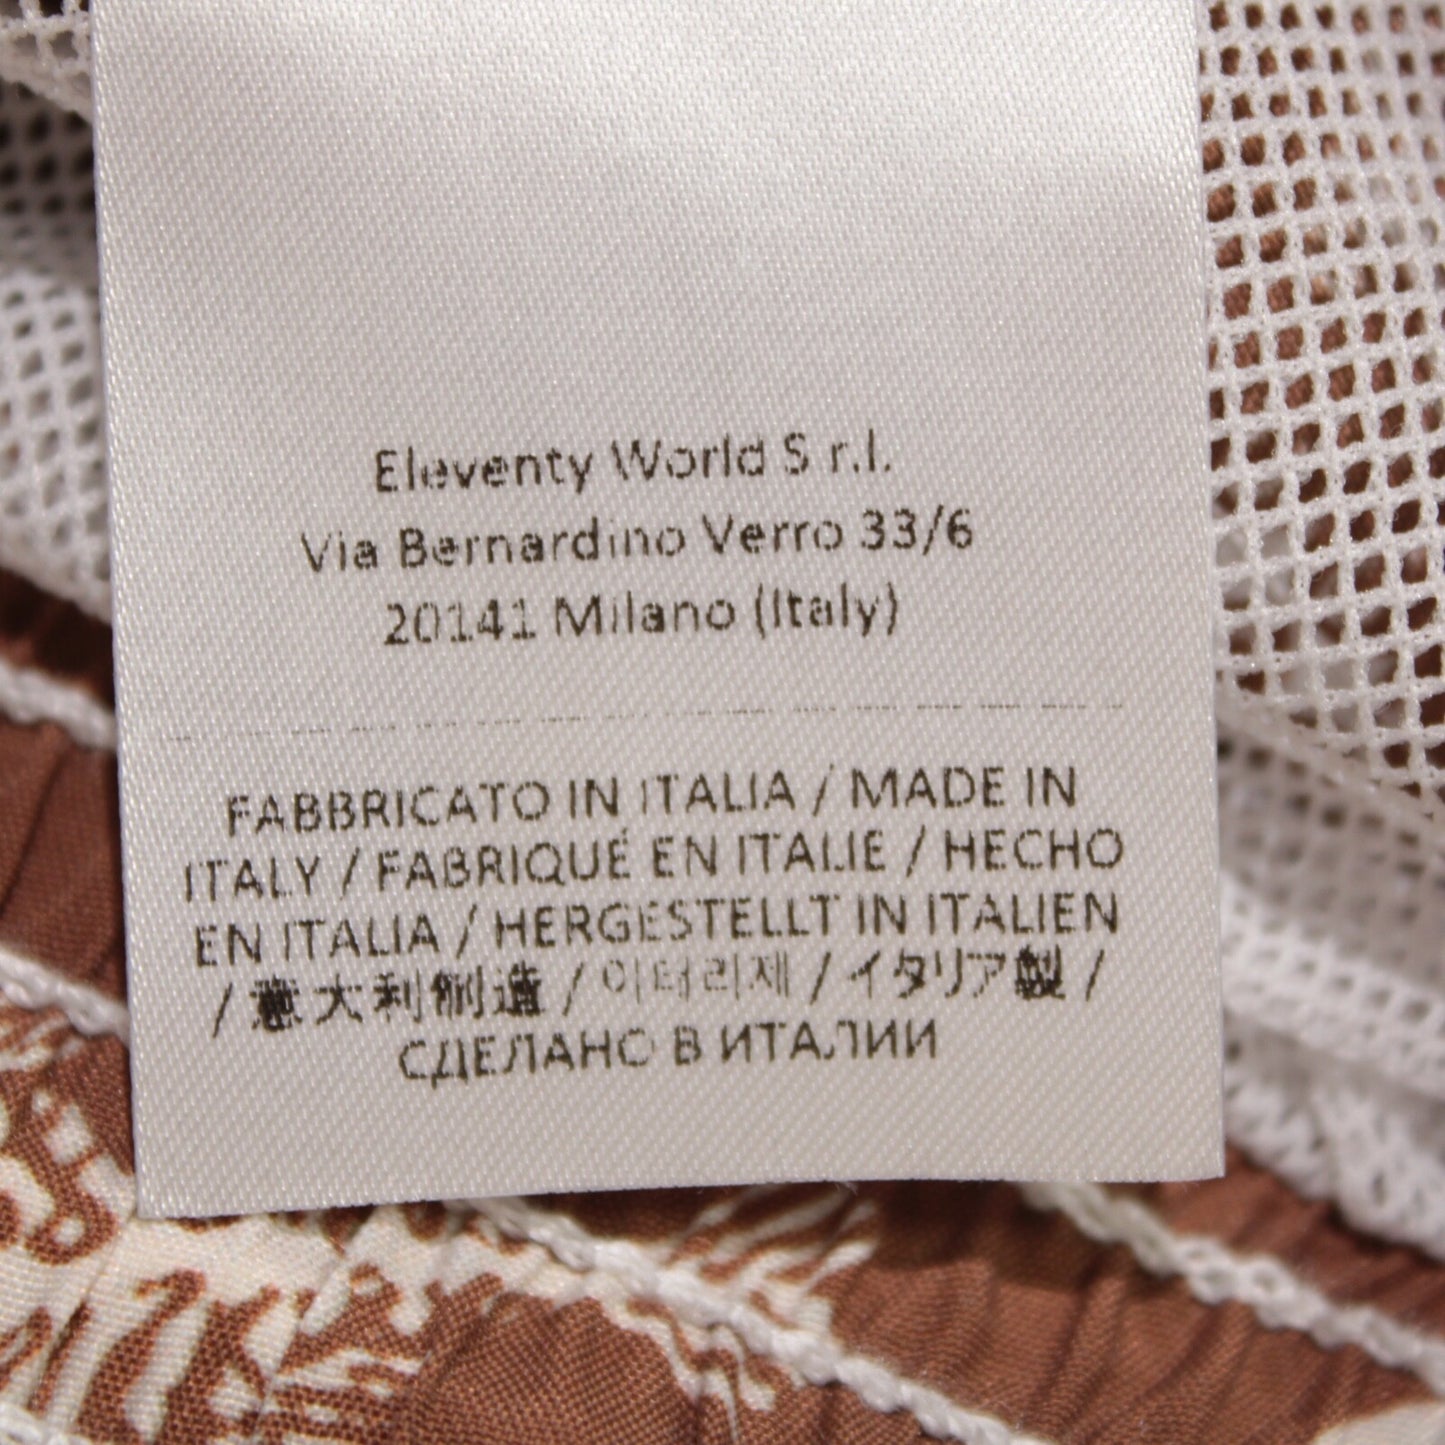 Eleventy World S r.l.
Via Bernardino Verro 33/6
20141 Milano (Italy)
FABBRICATO IN ITALIA / MADE IN
ITALY / FABRIQUÉ EN ITALIE / HECHO
EN ITALIA / HERGESTELLT IN ITALIEN
/ 意大利制造 / 이터리제 / イタリア製 /
СДЕЛАНО В ИТАЛИИ